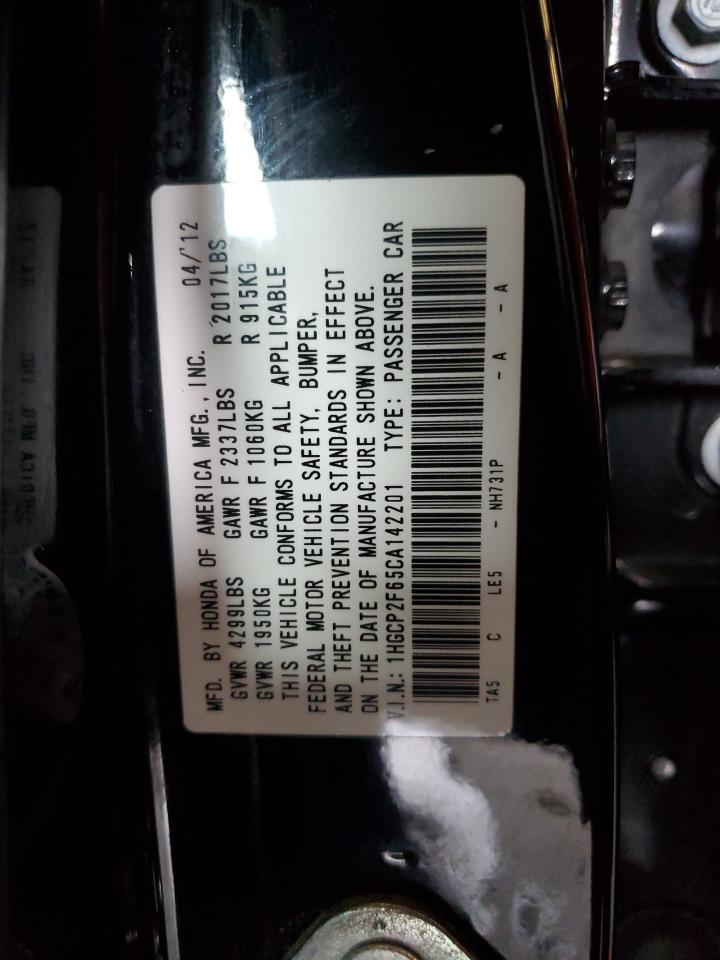 MFD. BY HONDA OF AMERICA MFG., INC. 04/'12
GVWR 4299LBS GAWR F 2337LBS R 2017LBS
GVWR 1950KG GAWR F 1060KG R 915KG
THIS VEHICLE CONFORMS TO ALL APPLICABLE
FEDERAL MOTOR VEHICLE SAFETY, BUMPER,
AND THEFT PREVENTION STANDARDS IN EFFECT
ON THE DATE OF MANUFACTURE SHOWN ABOVE.
V.I.N.: 1HGCP2F65CA142201 TYPE: PASSENGER CAR
TA5 C LE5 - NH731P - A - A